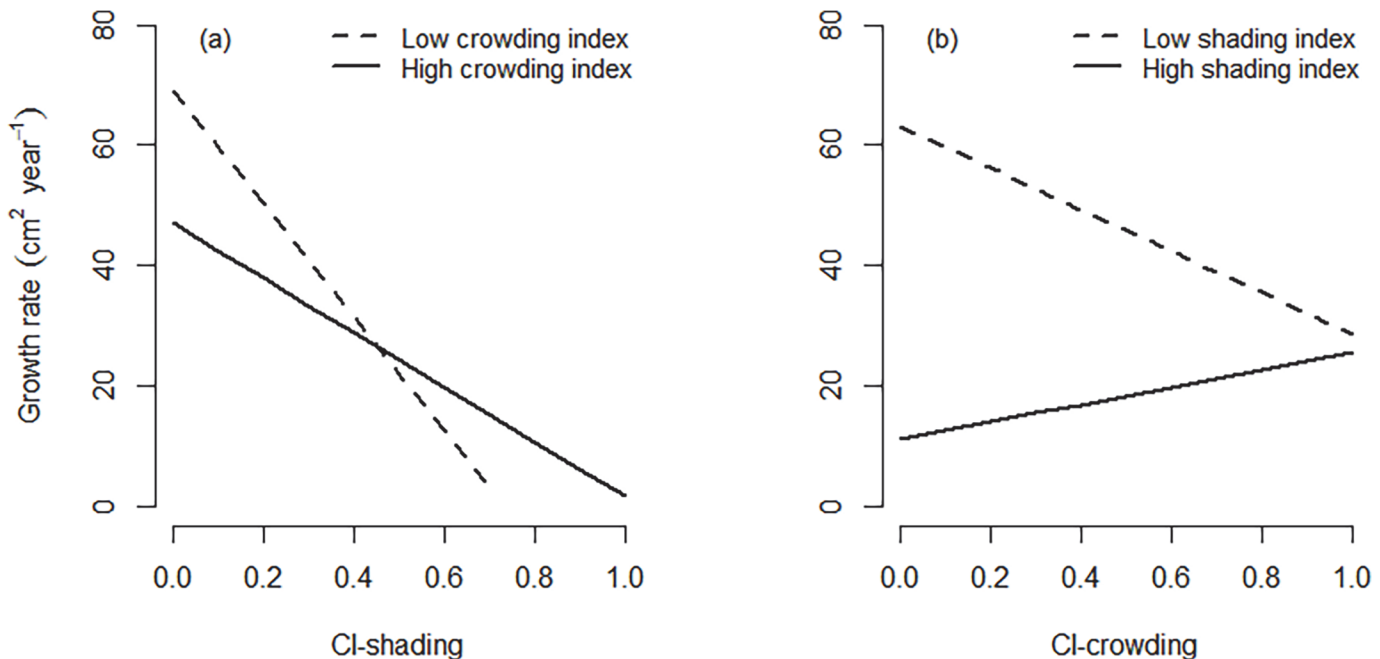 (a)
Low crowding index
High crowding index
Growth rate (cm² year⁻¹)
80
60
40
20
0
0.0 0.2 0.4 0.6 0.8 1.0
CI-shading
(b)
Low shading index
High shading index
80
60
40
20
0
0.0 0.2 0.4 0.6 0.8 1.0
CI-crowding